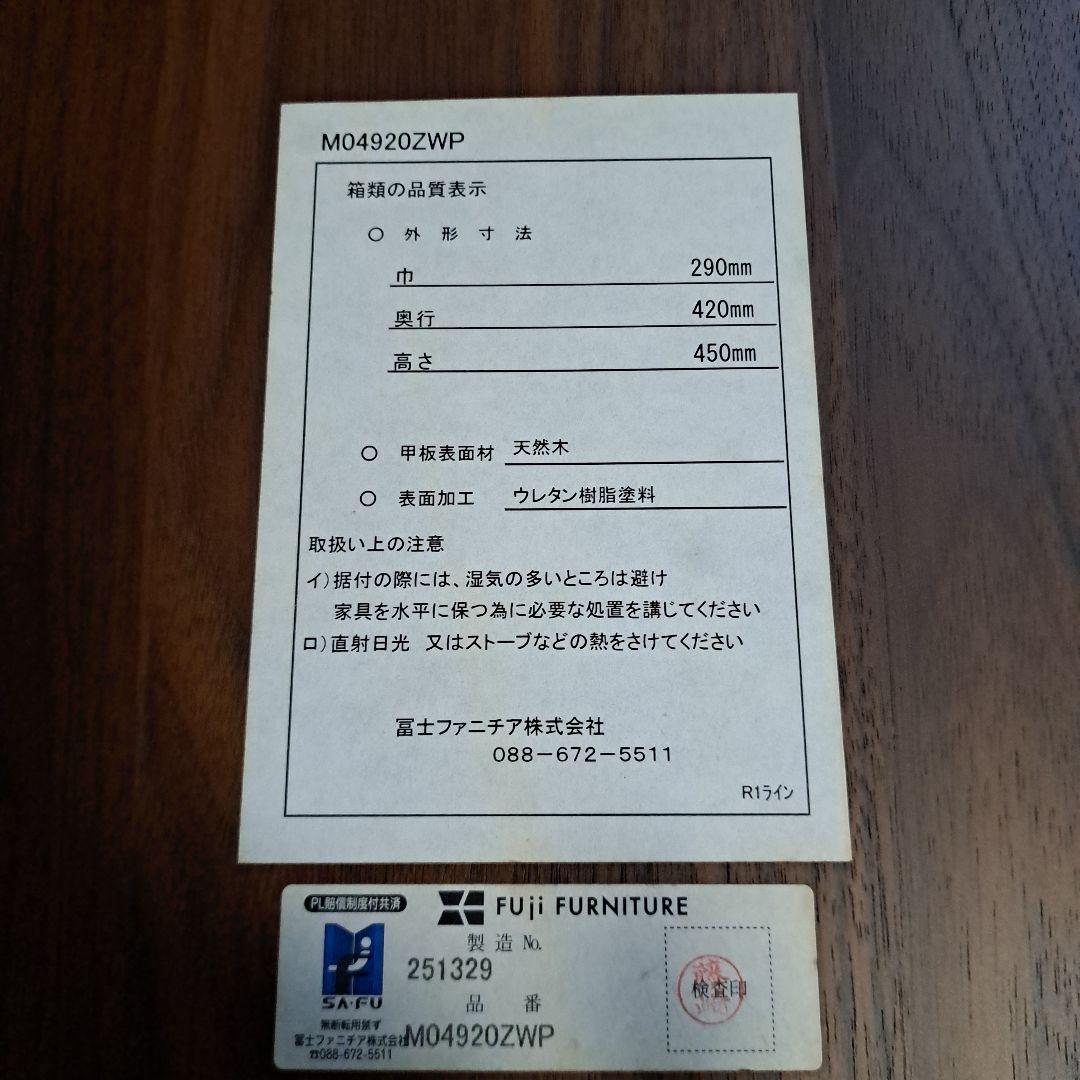 M04920ZWP
箱類の品質表示
○ 外形寸法
巾 290mm
奥行 420mm
高さ 450mm
○ 甲板表面材 天然木
○ 表面加工 ウレタン樹脂塗料
取扱い上の注意
イ)据付の際には、湿気の多いところは避け
家具を水平に保つ為に必要な処置を講じてください
ロ)直射日光 又はストーブなどの熱をさけてください
冨士ファニチア株式会社
088-672-5511
R1ライン
PL賠償制度付共済
FUJI FURNITURE
製造 No.
251329
SA・FU
品番
無断転用禁ず
冨士ファニチア株式会社
☎088-672-5511
M04920ZWP
検査印